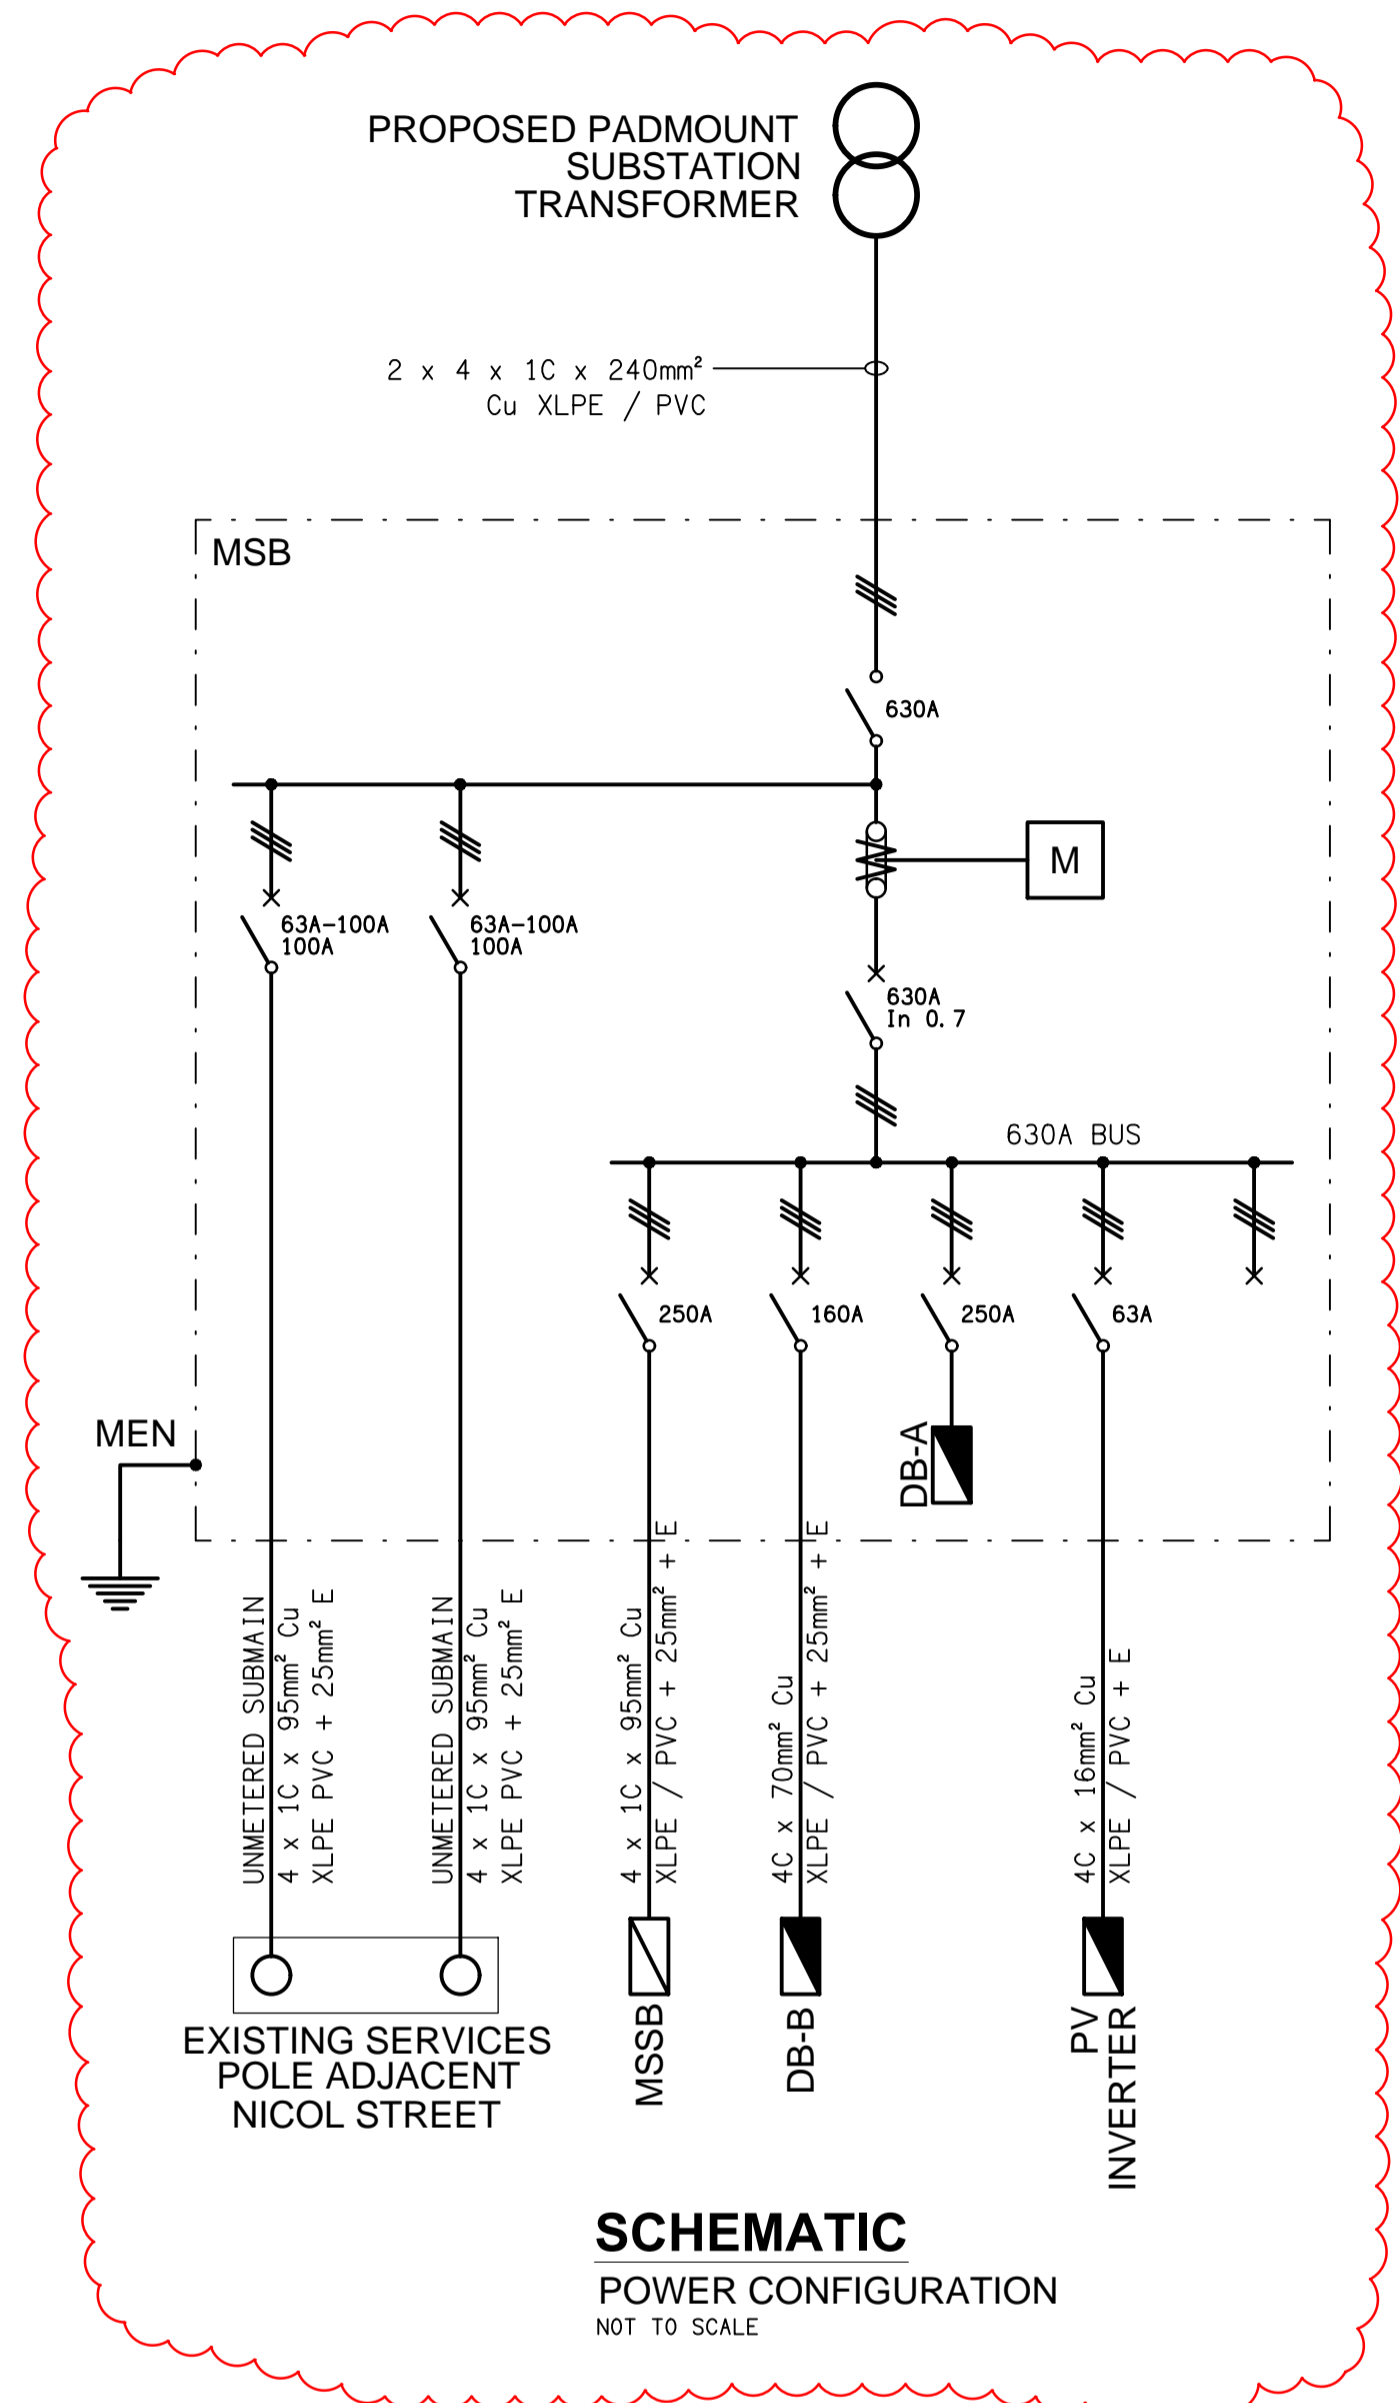 PROPOSED PADMOUNT
SUBSTATION
TRANSFORMER
2 x 4 x 1C x 240mm²
Cu XLPE / PVC
MSB
630A
M
63A-100A
100A
63A-100A
100A
630A
In 0.7
630A BUS
250A
160A
250A
63A
MEN
DB-A
UNMETERED SUBMAIN
4 x 1C x 95mm² Cu
XLPE PVC + 25mm² E
UNMETERED SUBMAIN
4 x 1C x 95mm² Cu
XLPE PVC + 25mm² E
4 x 1C x 95mm² Cu
XLPE / PVC + 25mm² + E
4C x 70mm² Cu
XLPE / PVC + 25mm² + E
4C x 16mm² Cu
XLPE / PVC + E
EXISTING SERVICES
POLE ADJACENT
NICOL STREET
MSSB
DB-B
PV
INVERTER
SCHEMATIC
POWER CONFIGURATION
NOT TO SCALE